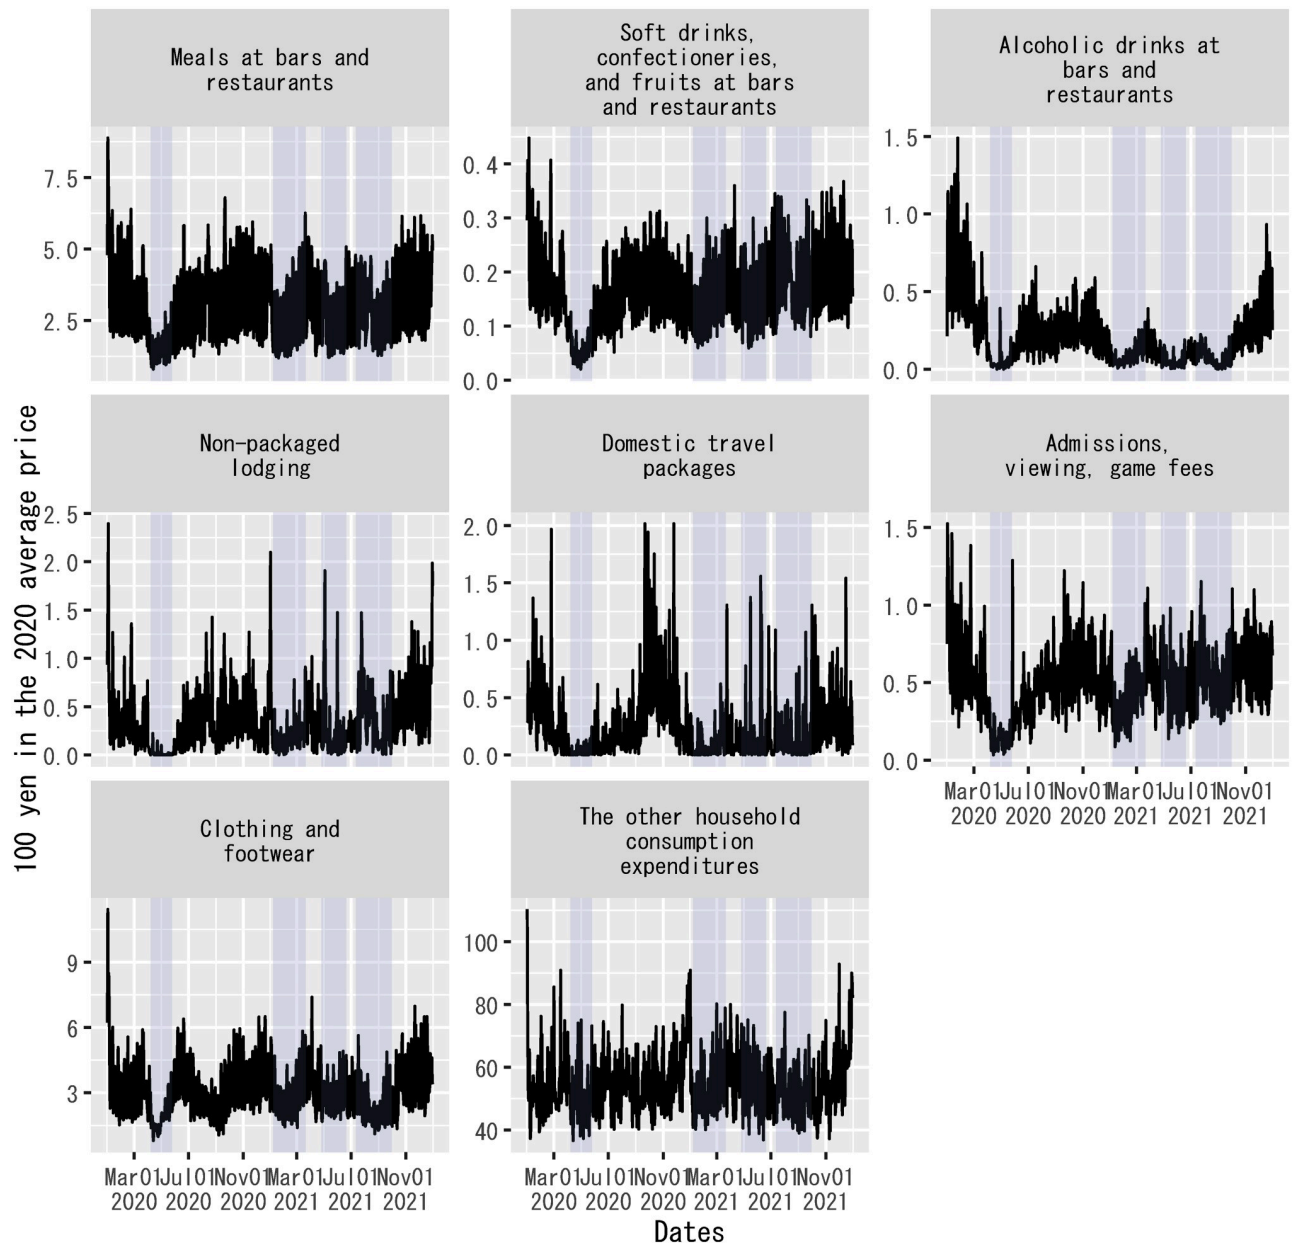 Meals at bars and
restaurants
Soft drinks,
confectioneries,
and fruits at bars
and restaurants
Alcoholic drinks at
bars and
restaurants
7.5
5.0
2.5
0.4
0.3
0.2
0.1
0.0
1.5
1.0
0.5
0.0
100 yen in the 2020 average price
Non-packaged
lodging
Domestic travel
packages
Admissions,
viewing, game fees
2.5
2.0
1.5
1.0
0.5
0.0
2.0
1.5
1.0
0.5
0.0
1.5
1.0
0.5
0.0
Mar01 Jul01 Nov01 Mar01 Jul01 Nov01
2020 2020 2020 2021 2021 2021
Clothing and
footwear
The other household
consumption
expenditures
9
6
3
100
80
60
40
Mar01 Jul01 Nov01 Mar01 Jul01 Nov01
2020 2020 2020 2021 2021 2021
Mar01 Jul01 Nov01 Mar01 Jul01 Nov01
2020 2020 2020 2021 2021 2021
Dates